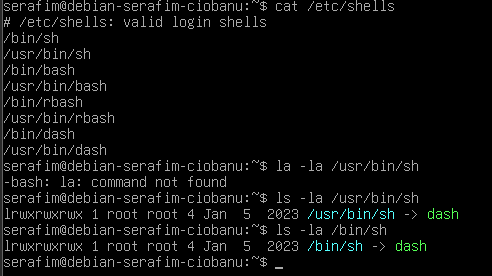 serafim@debian-serafim-ciobanu:~$ cat /etc/shells
# /etc/shells: valid login shells
/bin/sh
/usr/bin/sh
/bin/bash
/usr/bin/bash
/bin/rbash
/usr/bin/rbash
/bin/dash
/usr/bin/dash
serafim@debian-serafim-ciobanu:~$ la -la /usr/bin/sh
-bash: la: command not found
serafim@debian-serafim-ciobanu:~$ ls -la /usr/bin/sh
lrwxrwxrwx 1 root root 4 Jan  5  2023 /usr/bin/sh -> dash
serafim@debian-serafim-ciobanu:~$ ls -la /bin/sh
lrwxrwxrwx 1 root root 4 Jan  5  2023 /bin/sh -> dash
serafim@debian-serafim-ciobanu:~$ _